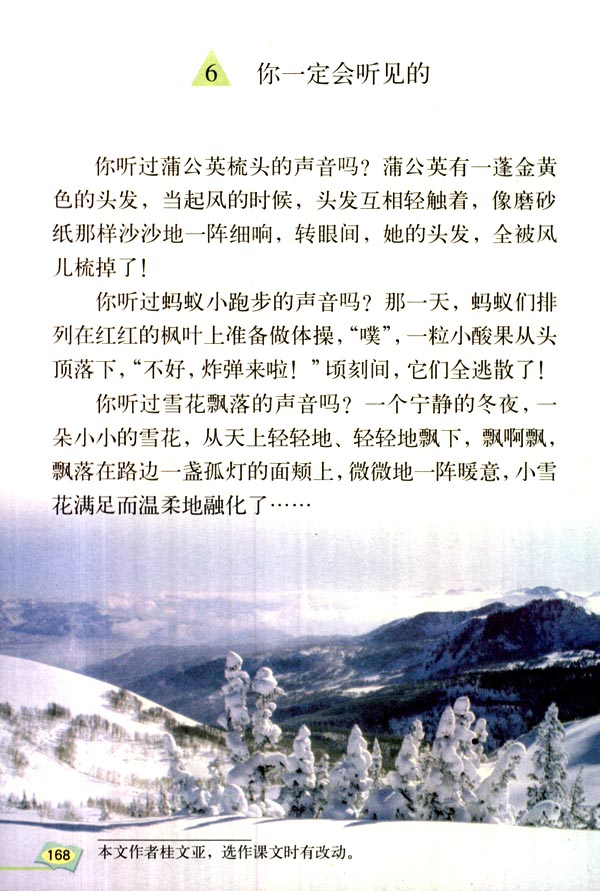 6 你一定会听见的
你听过蒲公英梳头的声音吗？蒲公英有一蓬金黄
色的头发，当起风的时候，头发互相轻触着，像磨砂
纸那样沙沙地一阵细响，转眼间，她的头发，全被风
儿梳掉了！
你听过蚂蚁小跑步的声音吗？那一天，蚂蚁们排
列在红红的枫叶上准备做体操，“噗”，一粒小酸果从头
顶落下，“不好，炸弹来啦！”顷刻间，它们全逃散了！
你听过雪花飘落的声音吗？一个宁静的冬夜，一
朵小小的雪花，从天上轻轻地、轻轻地飘下，飘啊飘，
飘落在路边一盏孤灯的面颊上，微微地一阵暖意，小雪
花满足而温柔地融化了……
本文作者桂文亚，选作课文时有改动。
168